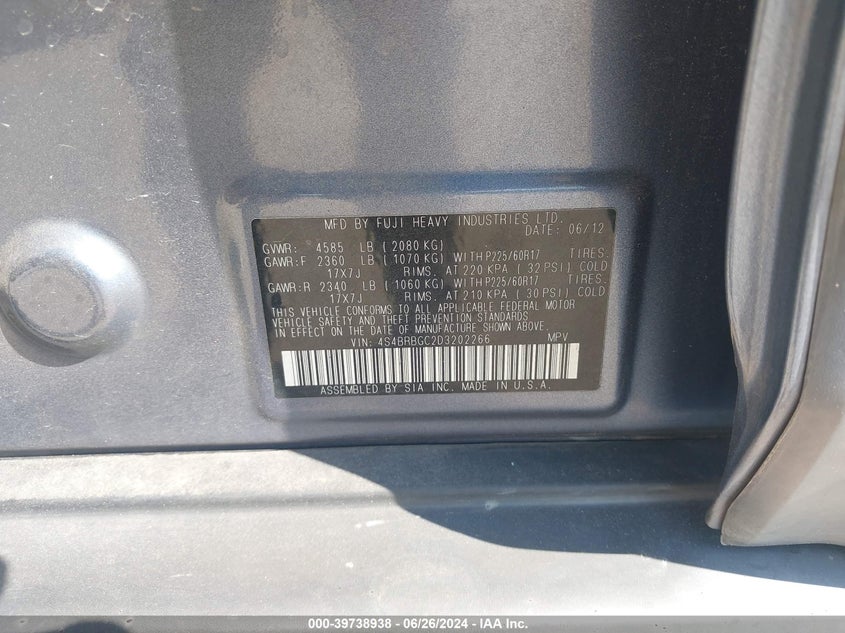 MFD BY FUJI HEAVY INDUSTRIES LTD.
DATE: 06/12
GVWR: 4585 LB ( 2080 KG)
GAWR:F 2360 LB ( 1070 KG) WITH P225/60R17 TIRES.
17X7J RIMS. AT 220 KPA ( 32 PSI) COLD
GAWR:R 2340 LB ( 1060 KG) WITH P225/60R17 TIRES.
17X7J RIMS. AT 210 KPA ( 30 PSI) COLD
THIS VEHICLE CONFORMS TO ALL APPLICABLE FEDERAL MOTOR
VEHICLE SAFETY AND THEFT PREVENTION STANDARDS
IN EFFECT ON THE DATE OF MANUFACTURE SHOWN ABOVE.
VIN: 4S4BRBGC2D3202266 MPV
ASSEMBLED BY SIA INC. MADE IN U.S.A.
000-39738938 - 06/26/2024 - IAA Inc.